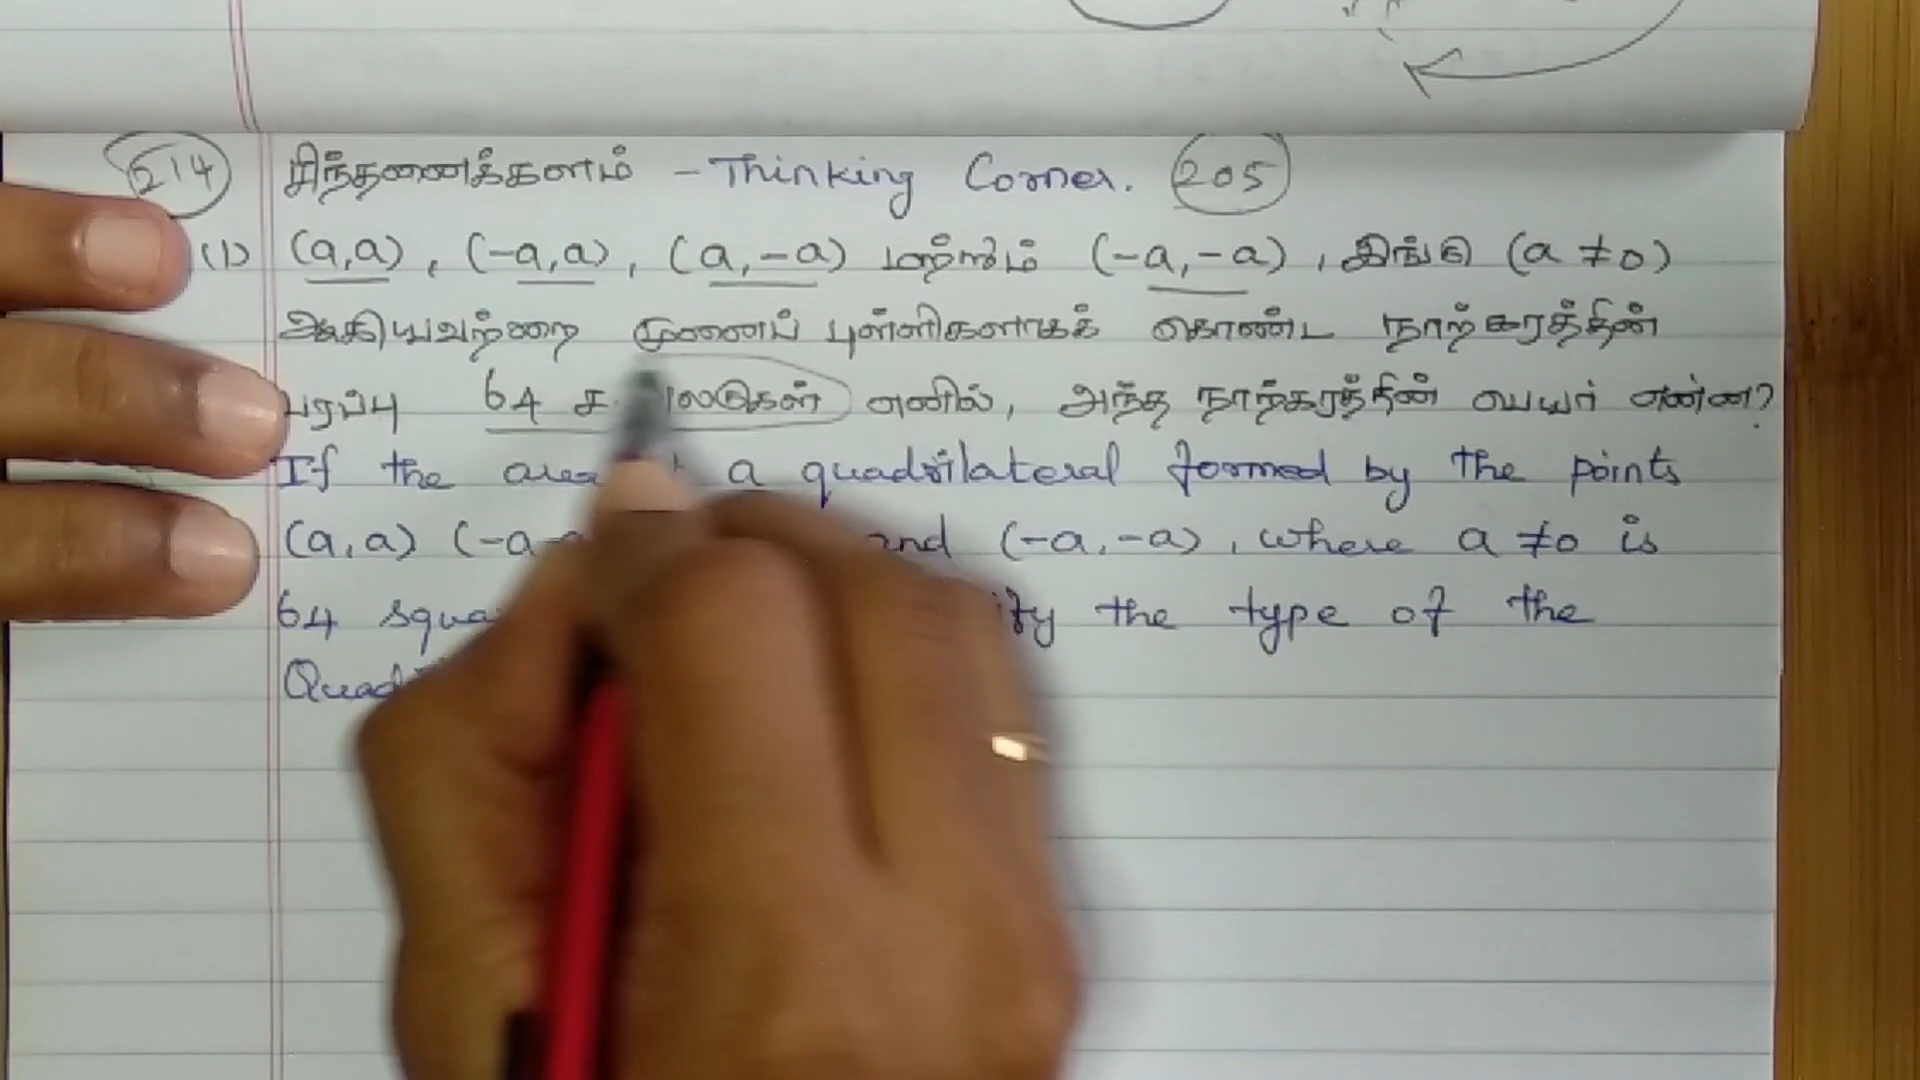 214 சிந்தனைக்களம் - Thinking Corner. 205
(1) (a,a), (-a,a), (a,-a) மற்றும் (-a,-a), இங்கு (a ≠ 0)
ஆகியவற்றை முனைப் புள்ளிகளாகக் கொண்ட நாற்கரத்தின்
பரப்பு 64 ச. எனில், அந்த நாற்கரத்தின் பெயர் என்ன?
If the a quadrilateral formed by the points
(a,a) and (-a,-a), where a ≠ 0 is
64 the type of the